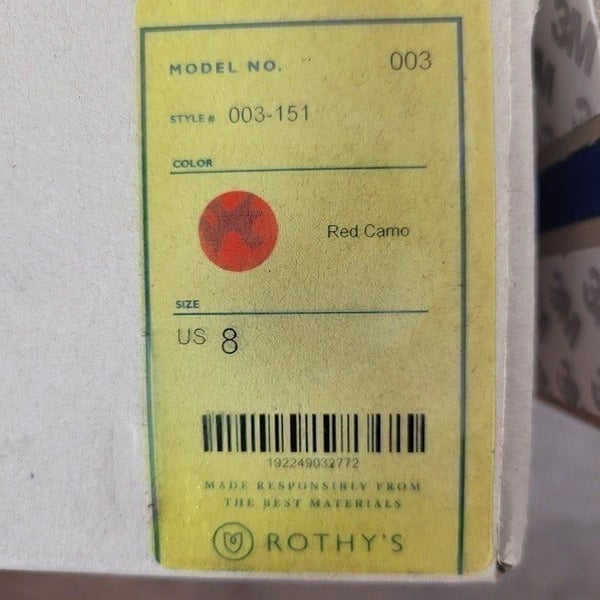 MODEL NO. 003
STYLE# 003-151
COLOR
Red Camo
SIZE
US 8
192249032772
MADE RESPONSIBLY FROM
THE BEST MATERIALS
ROTHY'S
3M